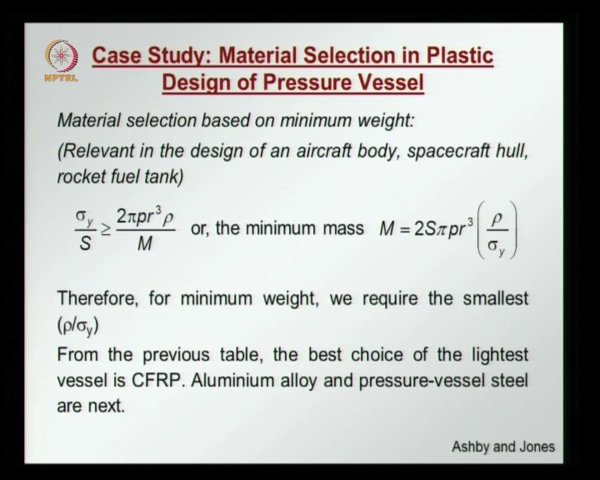 NPTEL
Case Study: Material Selection in Plastic
Design of Pressure Vessel
Material selection based on minimum weight:
(Relevant in the design of an aircraft body, spacecraft hull,
rocket fuel tank)
σ_y/S ≥ 2πpr³ρ/M or, the minimum mass M = 2Sπpr³(ρ/σ_y)
Therefore, for minimum weight, we require the smallest
(ρ/σ_y)
From the previous table, the best choice of the lightest
vessel is CFRP. Aluminium alloy and pressure-vessel steel
are next.
Ashby and Jones